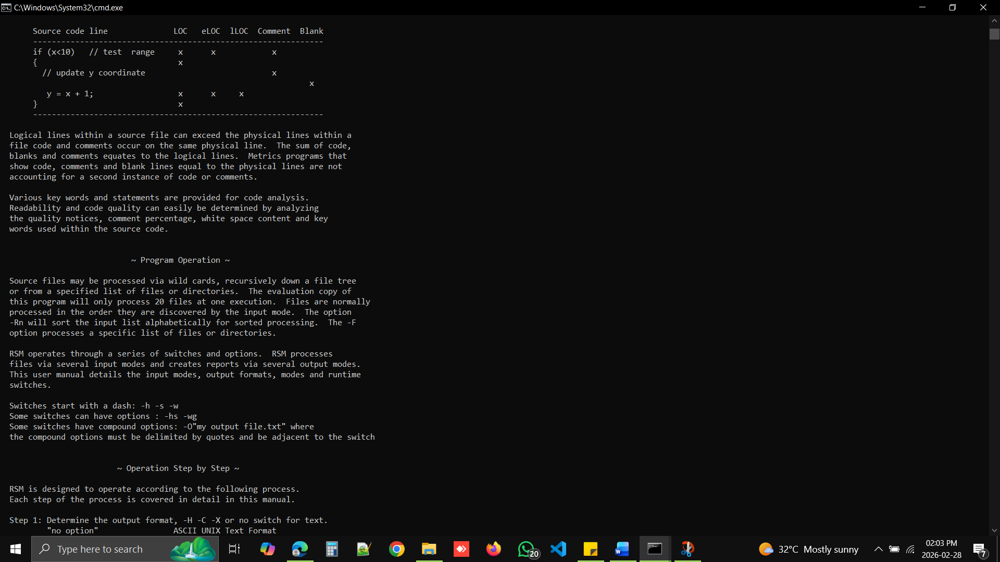 C:\Windows\System32\cmd.exe
Source code line LOC eLOC lLOC Comment Blank
--------------------------------------------------------------
if (x<10) // test range x x x
{ x
// update y coordinate x
x
y = x + 1; x x x
} x
--------------------------------------------------------------
Logical lines within a source file can exceed the physical lines within a
file code and comments occur on the same physical line. The sum of code,
blanks and comments equates to the logical lines. Metrics programs that
show code, comments and blank lines equal to the physical lines are not
accounting for a second instance of code or comments.
Various key words and statements are provided for code analysis.
Readability and code quality can easily be determined by analyzing
the quality notices, comment percentage, white space content and key
words used within the source code.
~ Program Operation ~
Source files may be processed via wild cards, recursively down a file tree
or from a specified list of files or directories. The evaluation copy of
this program will only process 20 files at one execution. Files are normally
processed in the order they are discovered by the input mode. The option
-Rn will sort the input list alphabetically for sorted processing. The -F
option processes a specific list of files or directories.
RSM operates through a series of switches and options. RSM processes
files via several input modes and creates reports via several output modes.
This user manual details the input modes, output formats, modes and runtime
switches.
Switches start with a dash: -h -s -w
Some switches can have options : -hs -wg
Some switches have compound options: -O"my output file.txt" where
the compound options must be delimited by quotes and be adjacent to the switch
~ Operation Step by Step ~
RSM is designed to operate according to the following process.
Each step of the process is covered in detail in this manual.
Step 1: Determine the output format, -H -C -X or no switch for text.
"no option" ASCII UNIX Text Format
Type here to search
20
32°C Mostly sunny
02:03 PM
2026-02-28
7